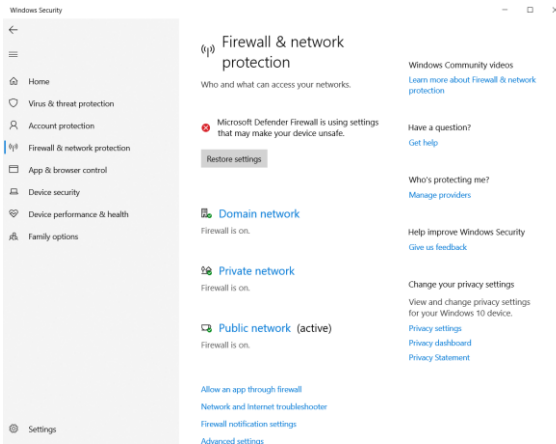 Windows Security
Home
Virus & threat protection
Account protection
Firewall & network protection
App & browser control
Device security
Device performance & health
Family options
Settings
Firewall & network
protection
Who and what can access your networks.
Microsoft Defender Firewall is using settings
that may make your device unsafe.
Restore settings
Domain network
Firewall is on.
Private network
Firewall is on.
Public network (active)
Firewall is on.
Allow an app through firewall
Network and Internet troubleshooter
Firewall notification settings
Advanced settings
Windows Community videos
Learn more about Firewall & network
protection
Have a question?
Get help
Who's protecting me?
Manage providers
Help improve Windows Security
Give us feedback
Change your privacy settings
View and change privacy settings
for your Windows 10 device.
Privacy settings
Privacy dashboard
Privacy Statement